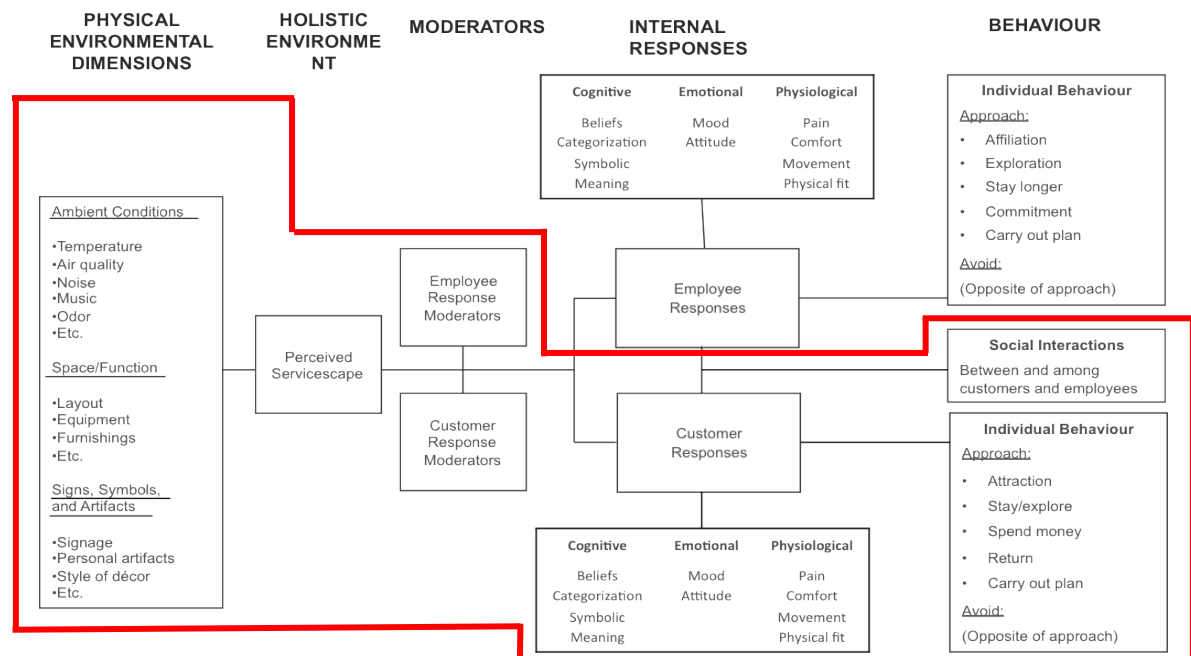 PHYSICAL
ENVIRONMENTAL
DIMENSIONS
HOLISTIC
ENVIRONME
NT
MODERATORS
INTERNAL
RESPONSES
BEHAVIOUR
Cognitive
Beliefs
Categorization
Symbolic
Meaning
Emotional
Mood
Attitude
Physiological
Pain
Comfort
Movement
Physical fit
Individual Behaviour
Approach:
• Affiliation
• Exploration
• Stay longer
• Commitment
• Carry out plan
Avoid:
(Opposite of approach)
Ambient Conditions
•Temperature
•Air quality
•Noise
•Music
•Odor
•Etc.
Space/Function
•Layout
•Equipment
•Furnishings
•Etc.
Signs, Symbols,
and Artifacts
•Signage
•Personal artifacts
•Style of décor
•Etc.
Perceived
Servicescape
Employee
Response
Moderators
Customer
Response
Moderators
Employee
Responses
Customer
Responses
Social Interactions
Between and among
customers and employees
Individual Behaviour
Approach:
• Attraction
• Stay/explore
• Spend money
• Return
• Carry out plan
Avoid:
(Opposite of approach)
Cognitive
Beliefs
Categorization
Symbolic
Meaning
Emotional
Mood
Attitude
Physiological
Pain
Comfort
Movement
Physical fit